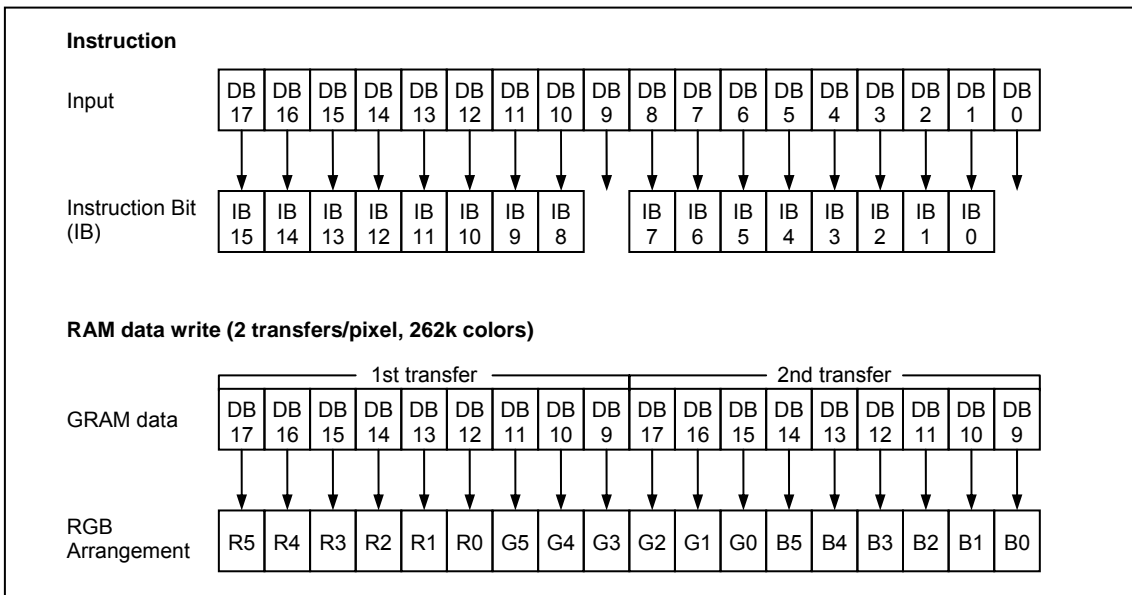 Instruction
Input
DB DB DB DB DB DB DB DB DB DB DB DB DB DB DB DB DB DB
17 16 15 14 13 12 11 10 9 8 7 6 5 4 3 2 1 0
Instruction Bit
(IB)
IB IB IB IB IB IB IB IB IB IB IB IB IB IB IB IB
15 14 13 12 11 10 9 8 7 6 5 4 3 2 1 0
RAM data write (2 transfers/pixel, 262k colors)
1st transfer 2nd transfer
GRAM data
DB DB DB DB DB DB DB DB DB DB DB DB DB DB DB DB DB DB
17 16 15 14 13 12 11 10 9 17 16 15 14 13 12 11 10 9
RGB
Arrangement
R5 R4 R3 R2 R1 R0 G5 G4 G3 G2 G1 G0 B5 B4 B3 B2 B1 B0